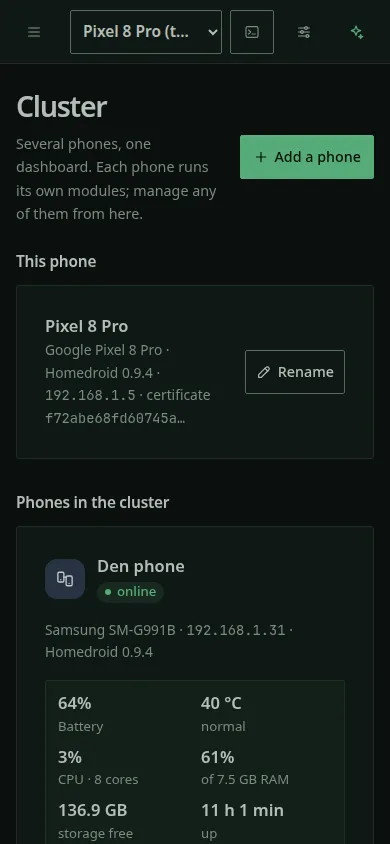 Pixel 8 Pro (t...
Cluster
Several phones, one
dashboard. Each phone runs
its own modules; manage any
of them from here.
+ Add a phone
This phone
Pixel 8 Pro
Google Pixel 8 Pro ·
Homedroid 0.9.4 ·
192.168.1.5 · certificate
f72abe68fd60745a…
Rename
Phones in the cluster
Den phone
online
Samsung SM-G991B · 192.168.1.31 ·
Homedroid 0.9.4
64%
Battery
40 °C
normal
3%
CPU · 8 cores
61%
of 7.5 GB RAM
136.9 GB
storage free
11 h 1 min
up